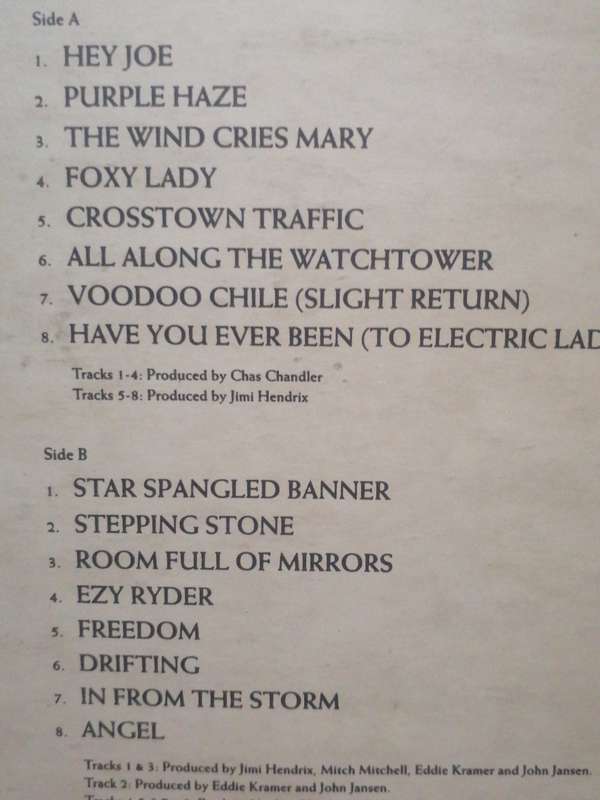 Side A
1. HEY JOE
2. PURPLE HAZE
3. THE WIND CRIES MARY
4. FOXY LADY
5. CROSSTOWN TRAFFIC
6. ALL ALONG THE WATCHTOWER
7. VOODOO CHILE (SLIGHT RETURN)
8. HAVE YOU EVER BEEN (TO ELECTRIC LAD
Tracks 1-4: Produced by Chas Chandler
Tracks 5-8: Produced by Jimi Hendrix
Side B
1. STAR SPANGLED BANNER
2. STEPPING STONE
3. ROOM FULL OF MIRRORS
4. EZY RYDER
5. FREEDOM
6. DRIFTING
7. IN FROM THE STORM
8. ANGEL
Tracks 1 & 3: Produced by Jimi Hendrix, Mitch Mitchell, Eddie Kramer and John Jansen.
Track 2: Produced by Eddie Kramer and John Jansen.